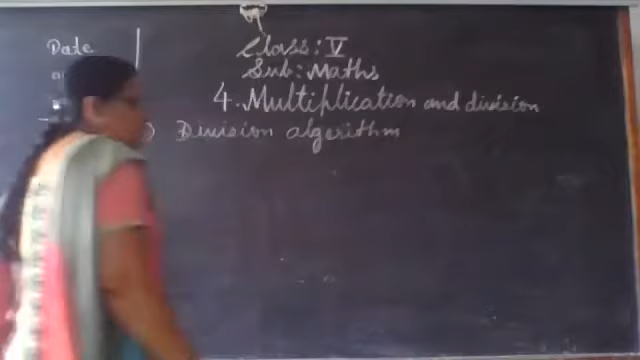 Date
Class: V
Sub: Maths
4. Multiplication and division
Division algorithm